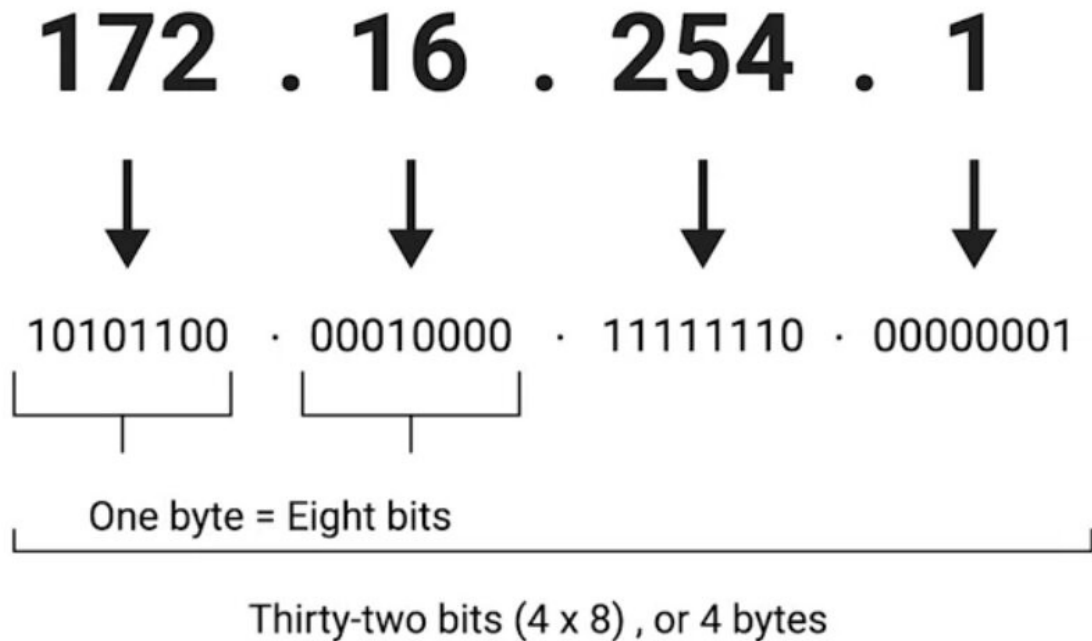 172 . 16 . 254 . 1
10101100 . 00010000 . 11111110 . 00000001
One byte = Eight bits
Thirty-two bits (4 x 8) , or 4 bytes